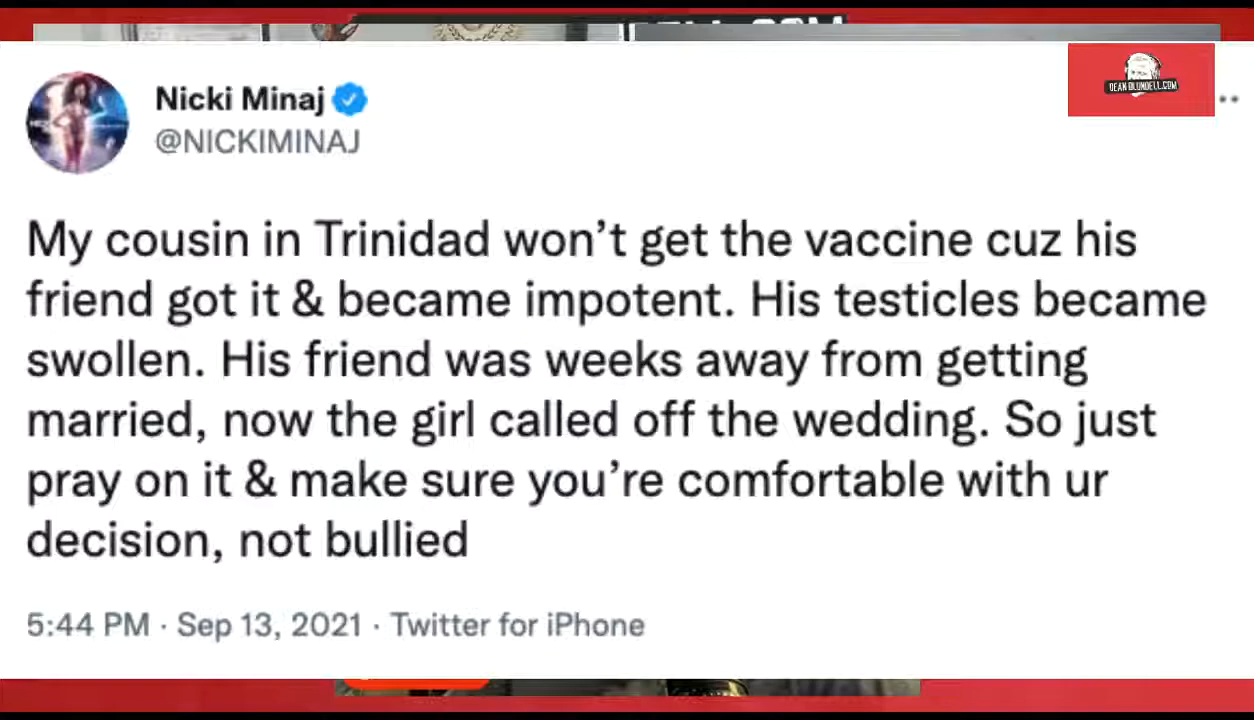 Nicki Minaj
@NICKIMINAJ
DEAN BLUNDELL.COM
My cousin in Trinidad won’t get the vaccine cuz his
friend got it & became impotent. His testicles became
swollen. His friend was weeks away from getting
married, now the girl called off the wedding. So just
pray on it & make sure you’re comfortable with ur
decision, not bullied
5:44 PM · Sep 13, 2021 · Twitter for iPhone